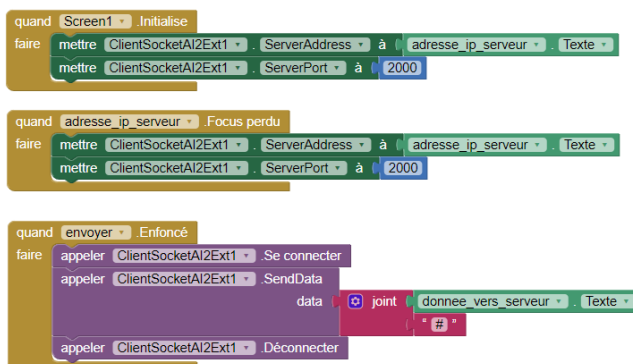 quand Screen1 .Initialise
faire mettre ClientSocketAI2Ext1 . ServerAddress à adresse_ip_serveur . Texte
mettre ClientSocketAI2Ext1 . ServerPort à 2000
quand adresse_ip_serveur .Focus perdu
faire mettre ClientSocketAI2Ext1 . ServerAddress à adresse_ip_serveur . Texte
mettre ClientSocketAI2Ext1 . ServerPort à 2000
quand envoyer .Enfoncé
faire appeler ClientSocketAI2Ext1 .Se connecter
appeler ClientSocketAI2Ext1 .SendData
data joint donnee_vers_serveur . Texte
" # "
appeler ClientSocketAI2Ext1 .Déconnecter